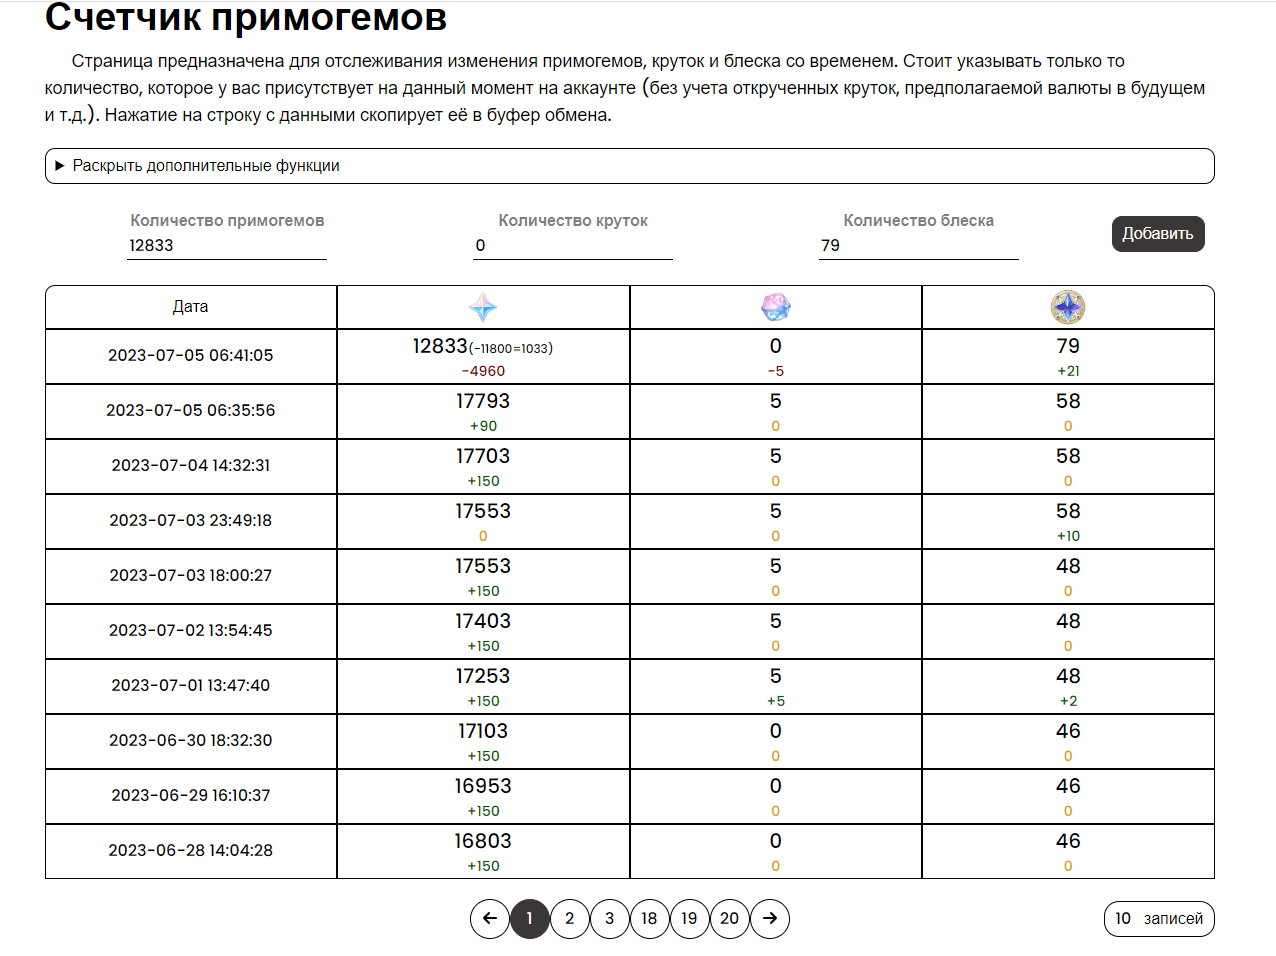 Счетчик примогемов
Страница предназначена для отслеживания изменения примогемов, круток и блеска со временем. Стоит указывать только то
количество, которое у вас присутствует на данный момент на аккаунте (без учета открученных круток, предполагаемой валюты в будущем
и т.д.). Нажатие на строку с данными скопирует её в буфер обмена.
▶ Раскрыть дополнительные функции
Количество примогемов Количество круток Количество блеска
12833 0 79 Добавить
Дата
2023-07-05 06:41:05 12833(-11800=1033) 0 79
-4960 -5 +21
2023-07-05 06:35:56 17793 5 58
+90 0 0
2023-07-04 14:32:31 17703 5 58
+150 0 0
2023-07-03 23:49:18 17553 5 58
0 0 +10
2023-07-03 18:00:27 17553 5 48
+150 0 0
2023-07-02 13:54:45 17403 5 48
+150 0 0
2023-07-01 13:47:40 17253 5 48
+150 +5 +2
2023-06-30 18:32:30 17103 0 46
+150 0 0
2023-06-29 16:10:37 16953 0 46
+150 0 0
2023-06-28 14:04:28 16803 0 46
+150 0 0
← 1 2 3 18 19 20 → 10 записей